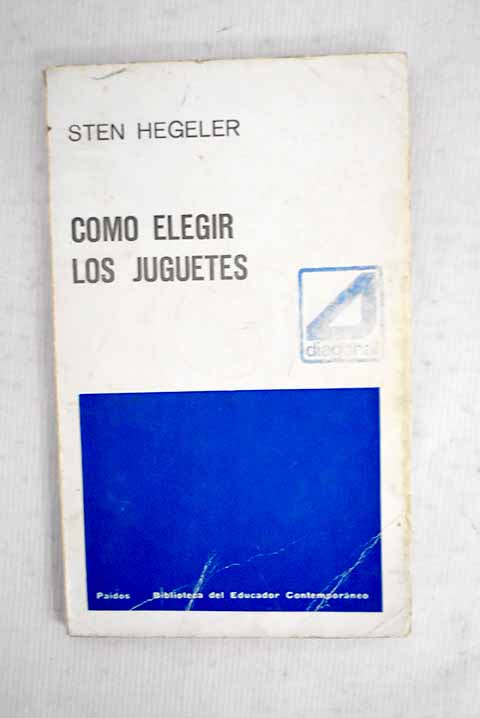 STEN HEGELER
COMO ELEGIR
LOS JUGUETES
diagonal
Paidos Biblioteca del Educador Contemporáneo